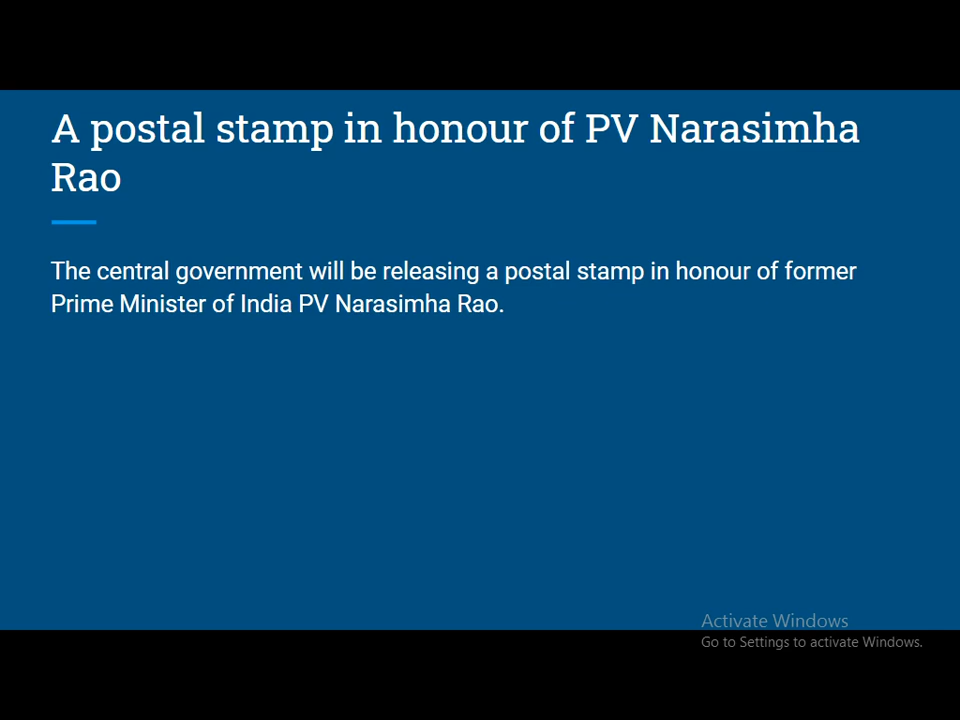 A postal stamp in honour of PV Narasimha
Rao
The central government will be releasing a postal stamp in honour of former
Prime Minister of India PV Narasimha Rao.
Activate Windows
Go to Settings to activate Windows.